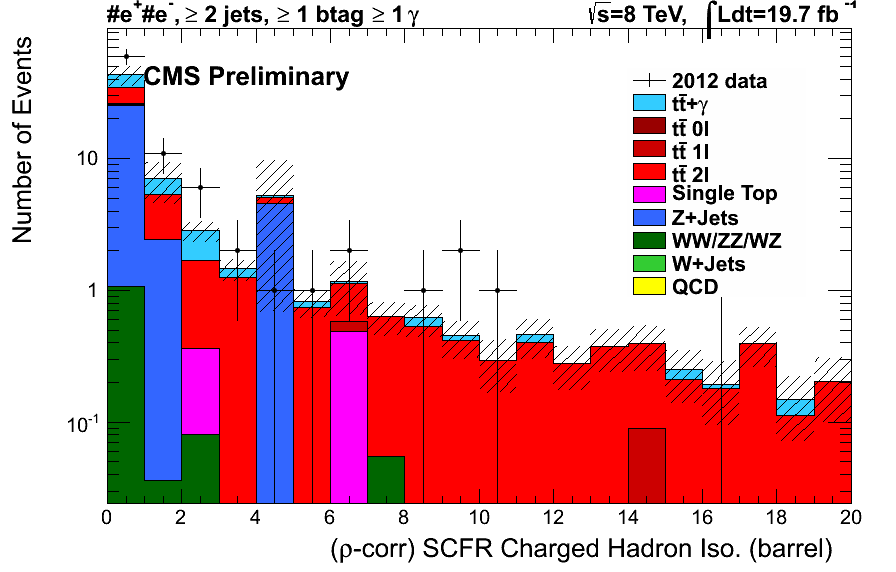 #e⁺#e⁻, ≥ 2 jets, ≥ 1 btag ≥ 1 γ √s=8 TeV, ∫Ldt=19.7 fb⁻¹
CMS Preliminary
2012 data
tt̄+γ
tt̄ 0l
tt̄ 1l
tt̄ 2l
Single Top
Z+Jets
WW/ZZ/WZ
W+Jets
QCD
Number of Events
10
1
10⁻¹
0 2 4 6 8 10 12 14 16 18 20
(ρ-corr) SCFR Charged Hadron Iso. (barrel)